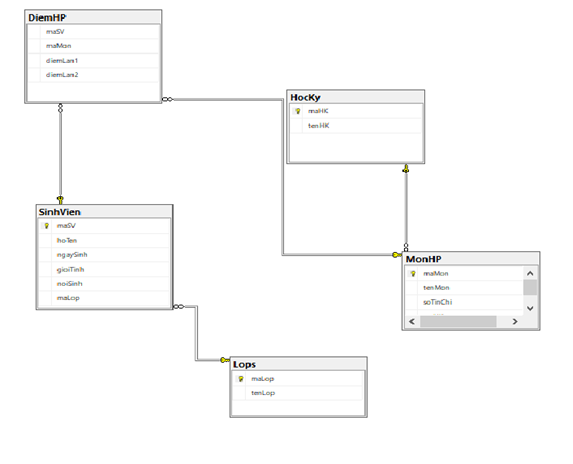 DiemHP
maSV
maMon
diemLan1
diemLan2
HocKy
maHK
tenHK
SinhVien
maSV
hoTen
ngaySinh
gioiTinh
noiSinh
maLop
MonHP
maMon
tenMon
soTinChi
Lops
maLop
tenLop